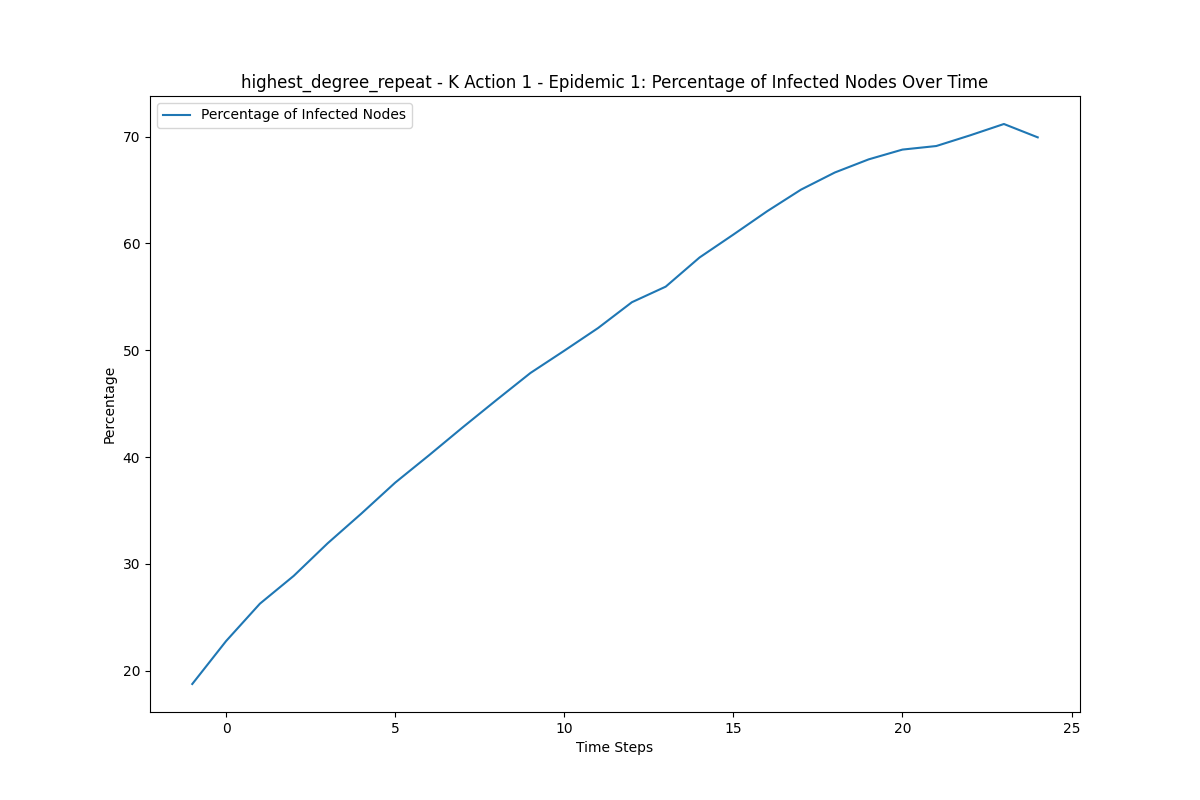 highest_degree_repeat - K Action 1 - Epidemic 1: Percentage of Infected Nodes Over Time
Percentage of Infected Nodes
70
60
50
40
30
20
Percentage
0 5 10 15 20 25
Time Steps